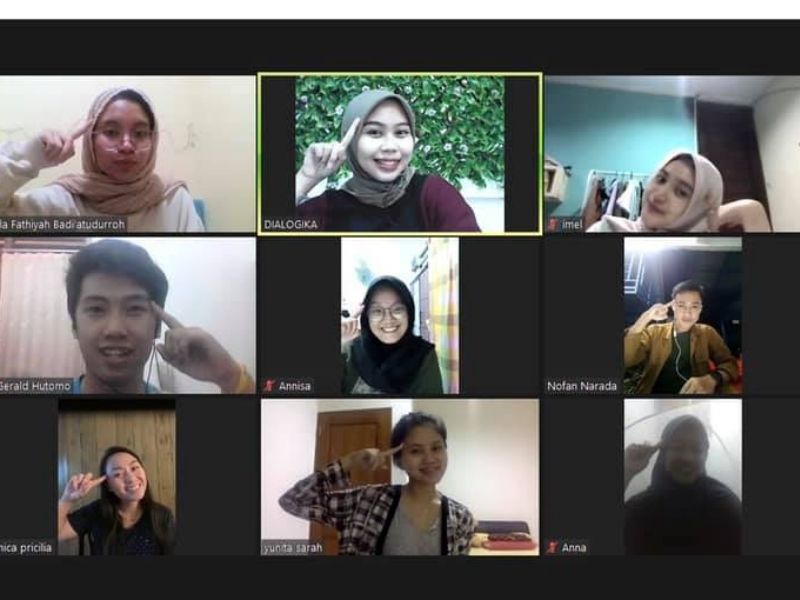 la Fathiyah Badi'atudurroh
DIALOGIKA
imel
Gerald Hutomo
Annisa
Nofan Narada
nica pricilia
yunita sarah
Anna